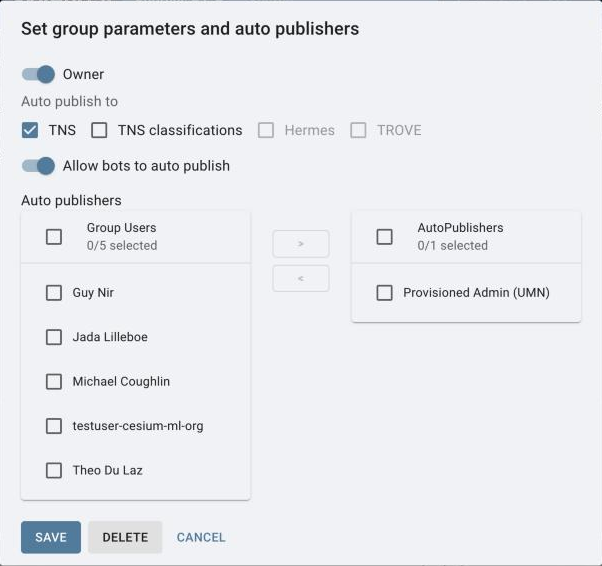 Set group parameters and auto publishers
Owner
Auto publish to
TNS TNS classifications Hermes TROVE
Allow bots to auto publish
Auto publishers
Group Users
0/5 selected
Guy Nir
Jada Lilleboe
Michael Coughlin
testuser-cesium-ml-org
Theo Du Laz
>
<
AutoPublishers
0/1 selected
Provisioned Admin (UMN)
SAVE DELETE CANCEL